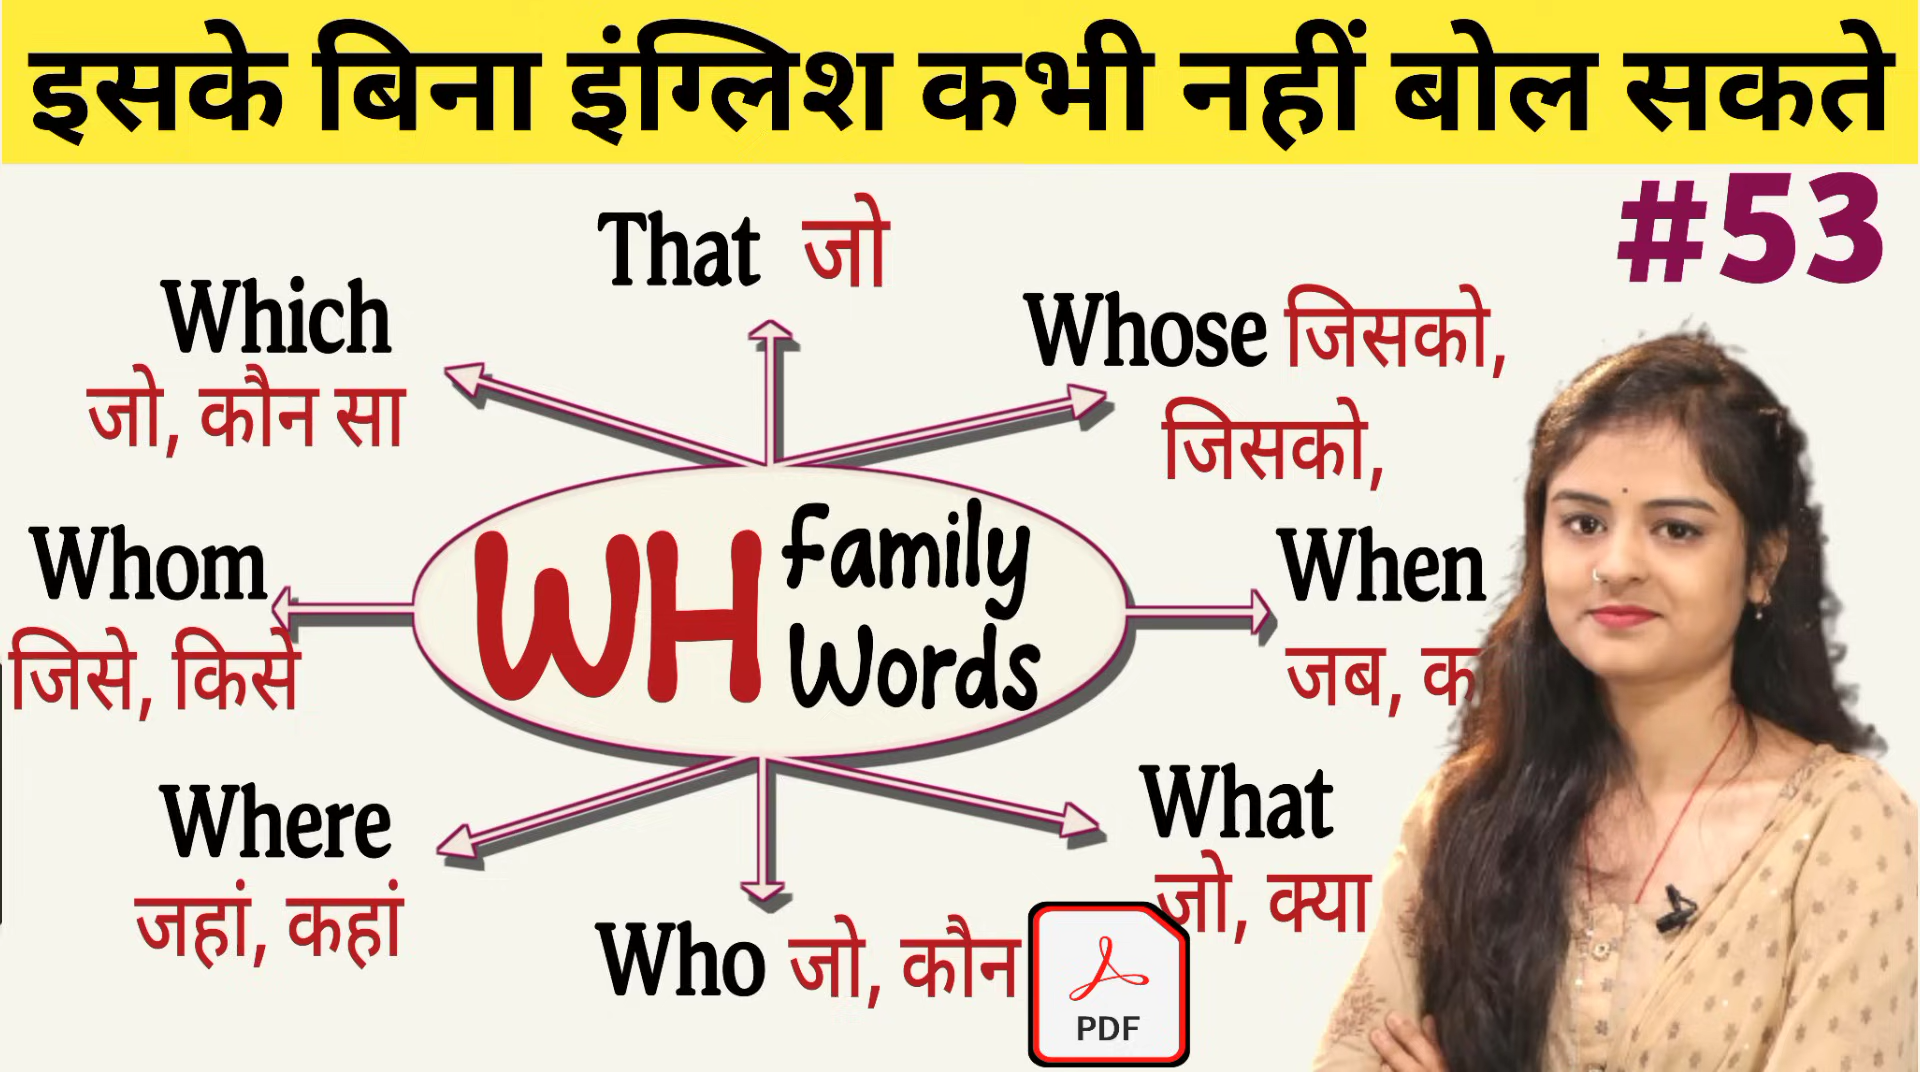 इसके बिना इंग्लिश कभी नहीं बोल सकते
#53
That जो
Which
जो, कौन सा
Whose जिसको,
जिसको,
Whom
जिसे, किसे
WH Family
Words
When
जब,
Where
जहां, कहां
What
जो, क्या
Who जो, कौन
PDF